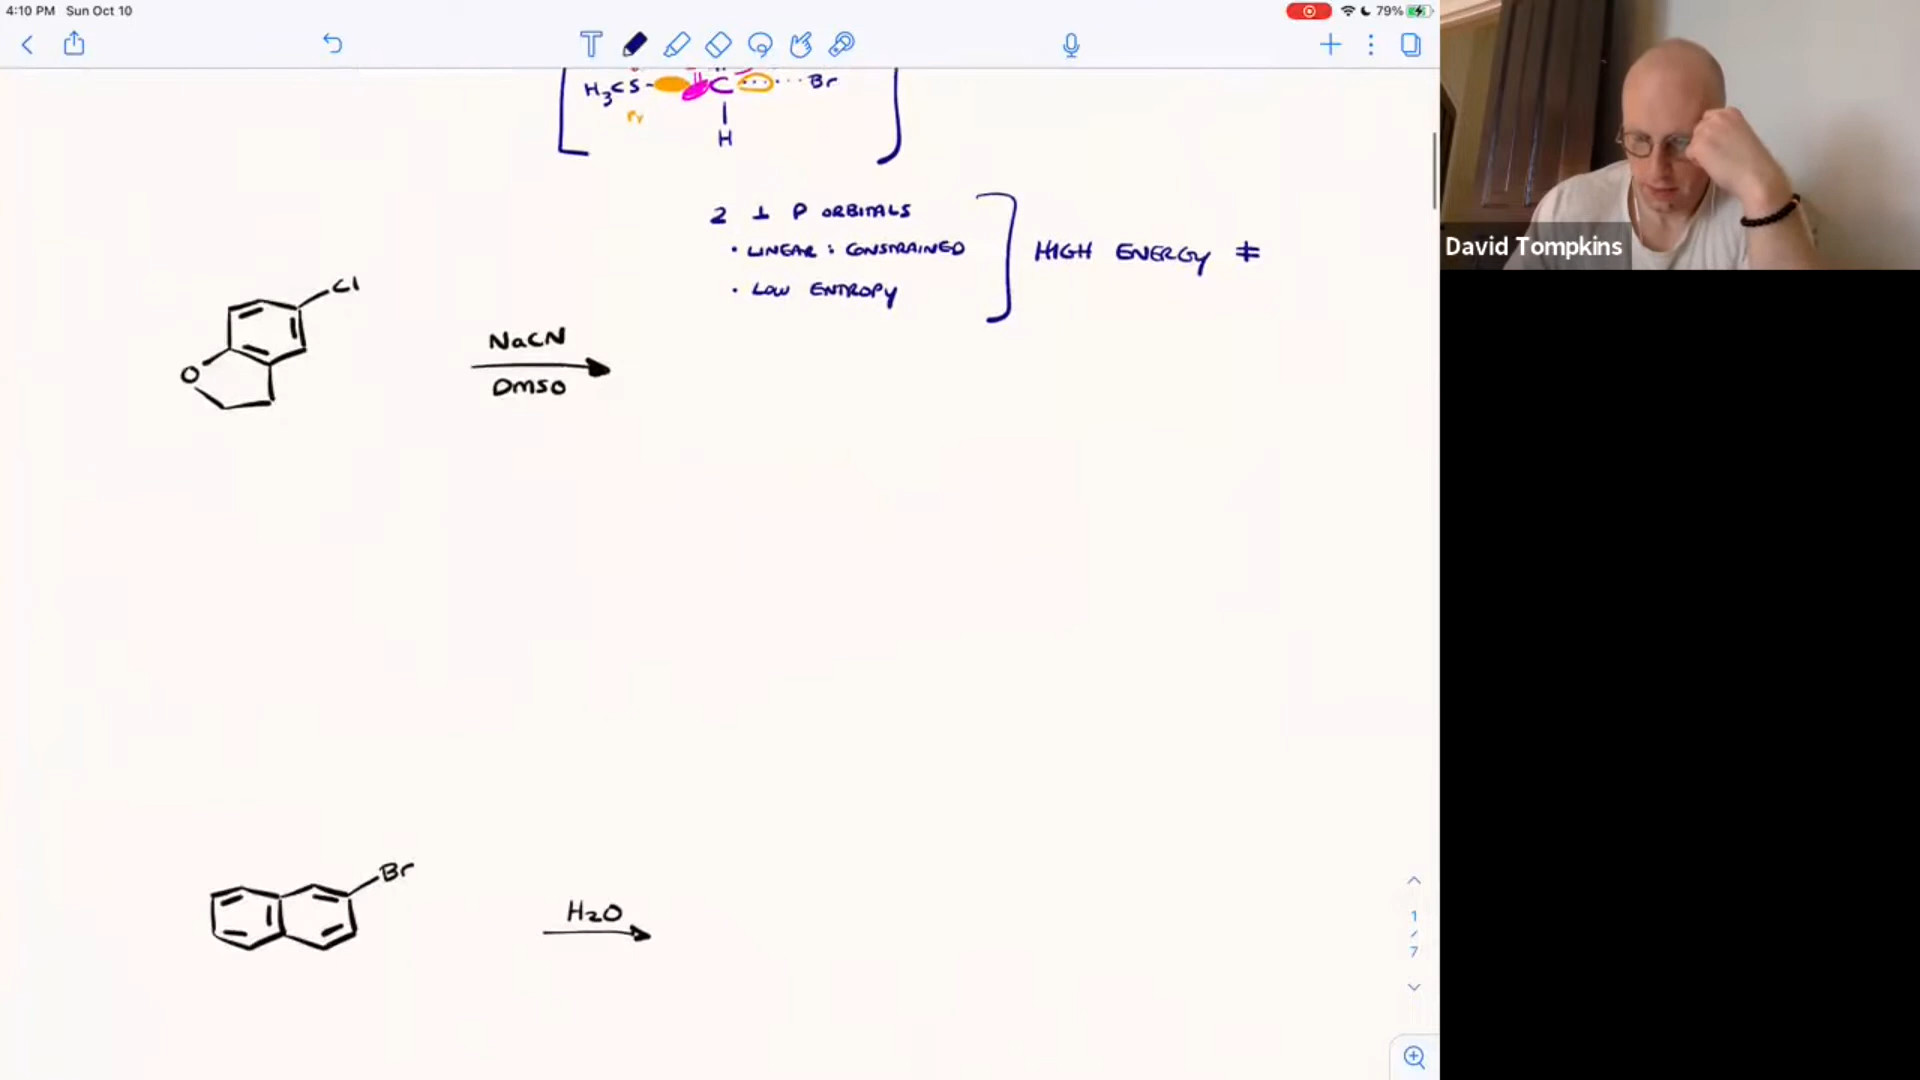 4:10 PM Sun Oct 10
79%
H₃CS C Br
H
2 ⊥ P ORBITALS
• LINEAR : CONSTRAINED
• LOW ENTROPY
HIGH ENERGY ‡
David Tompkins
Cl
O
NaCN
DMSO
Br
H₂O
1
/
7